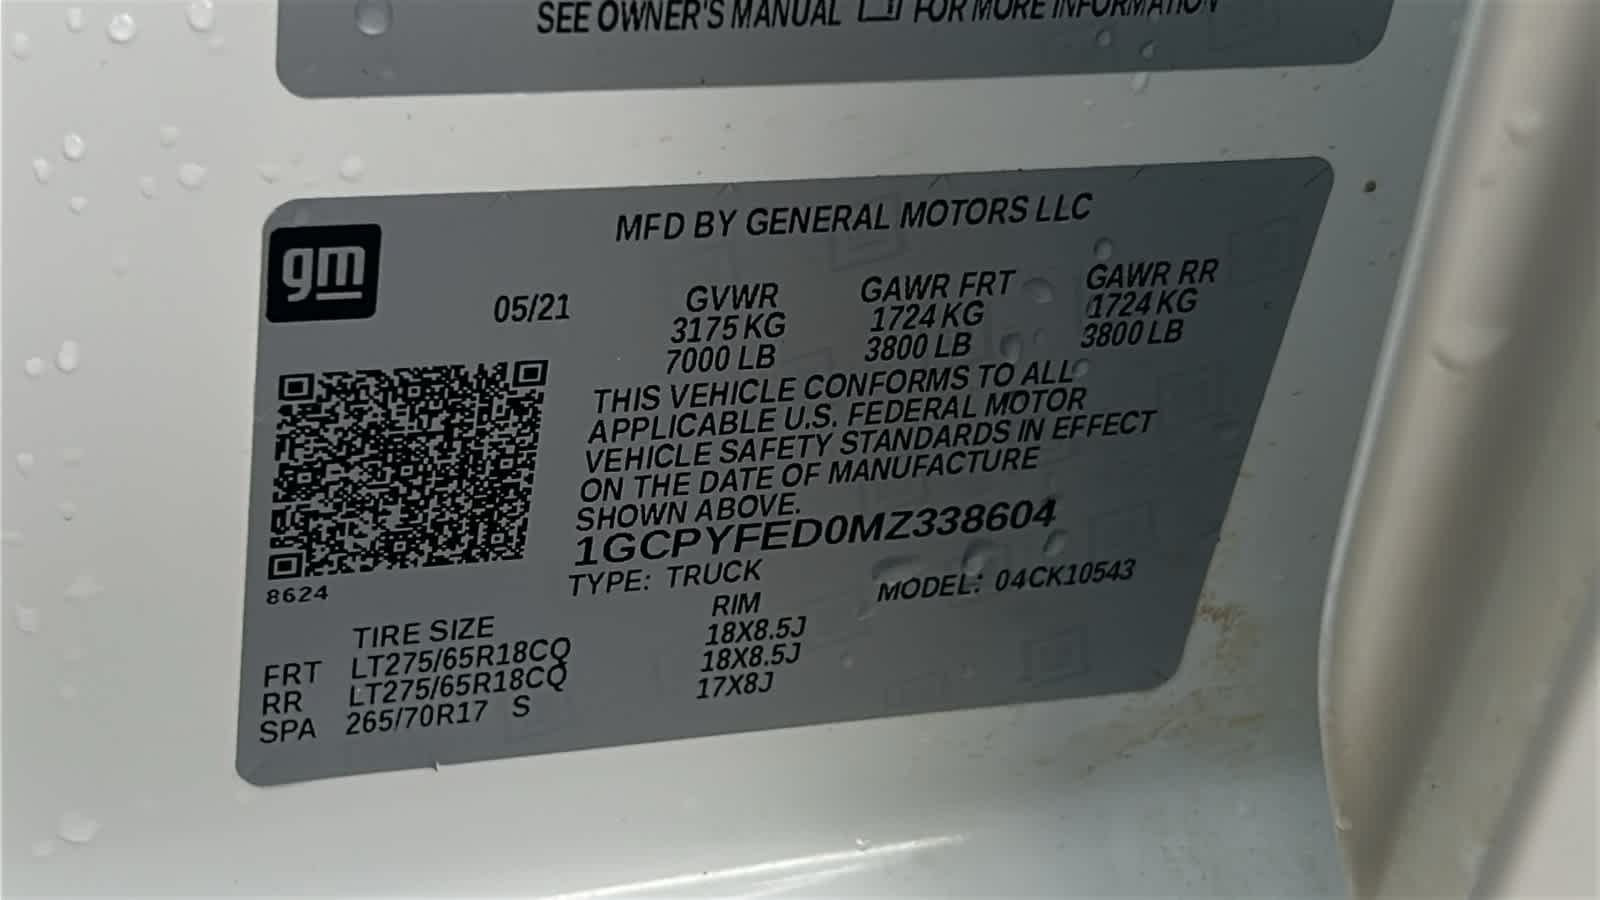 SEE OWNER'S MANUAL FOR MORE INFORMATION
gm
MFD BY GENERAL MOTORS LLC
05/21
GVWR GAWR FRT GAWR RR
3175 KG 1724 KG 1724 KG
7000 LB 3800 LB 3800 LB
THIS VEHICLE CONFORMS TO ALL
APPLICABLE U.S. FEDERAL MOTOR
VEHICLE SAFETY STANDARDS IN EFFECT
ON THE DATE OF MANUFACTURE
SHOWN ABOVE.
1GCPYFED0MZ338604
TYPE: TRUCK MODEL: 04CK10543
8624
TIRE SIZE RIM
FRT LT275/65R18CQ 18X8.5J
RR LT275/65R18CQ 18X8.5J
SPA 265/70R17 S 17X8J